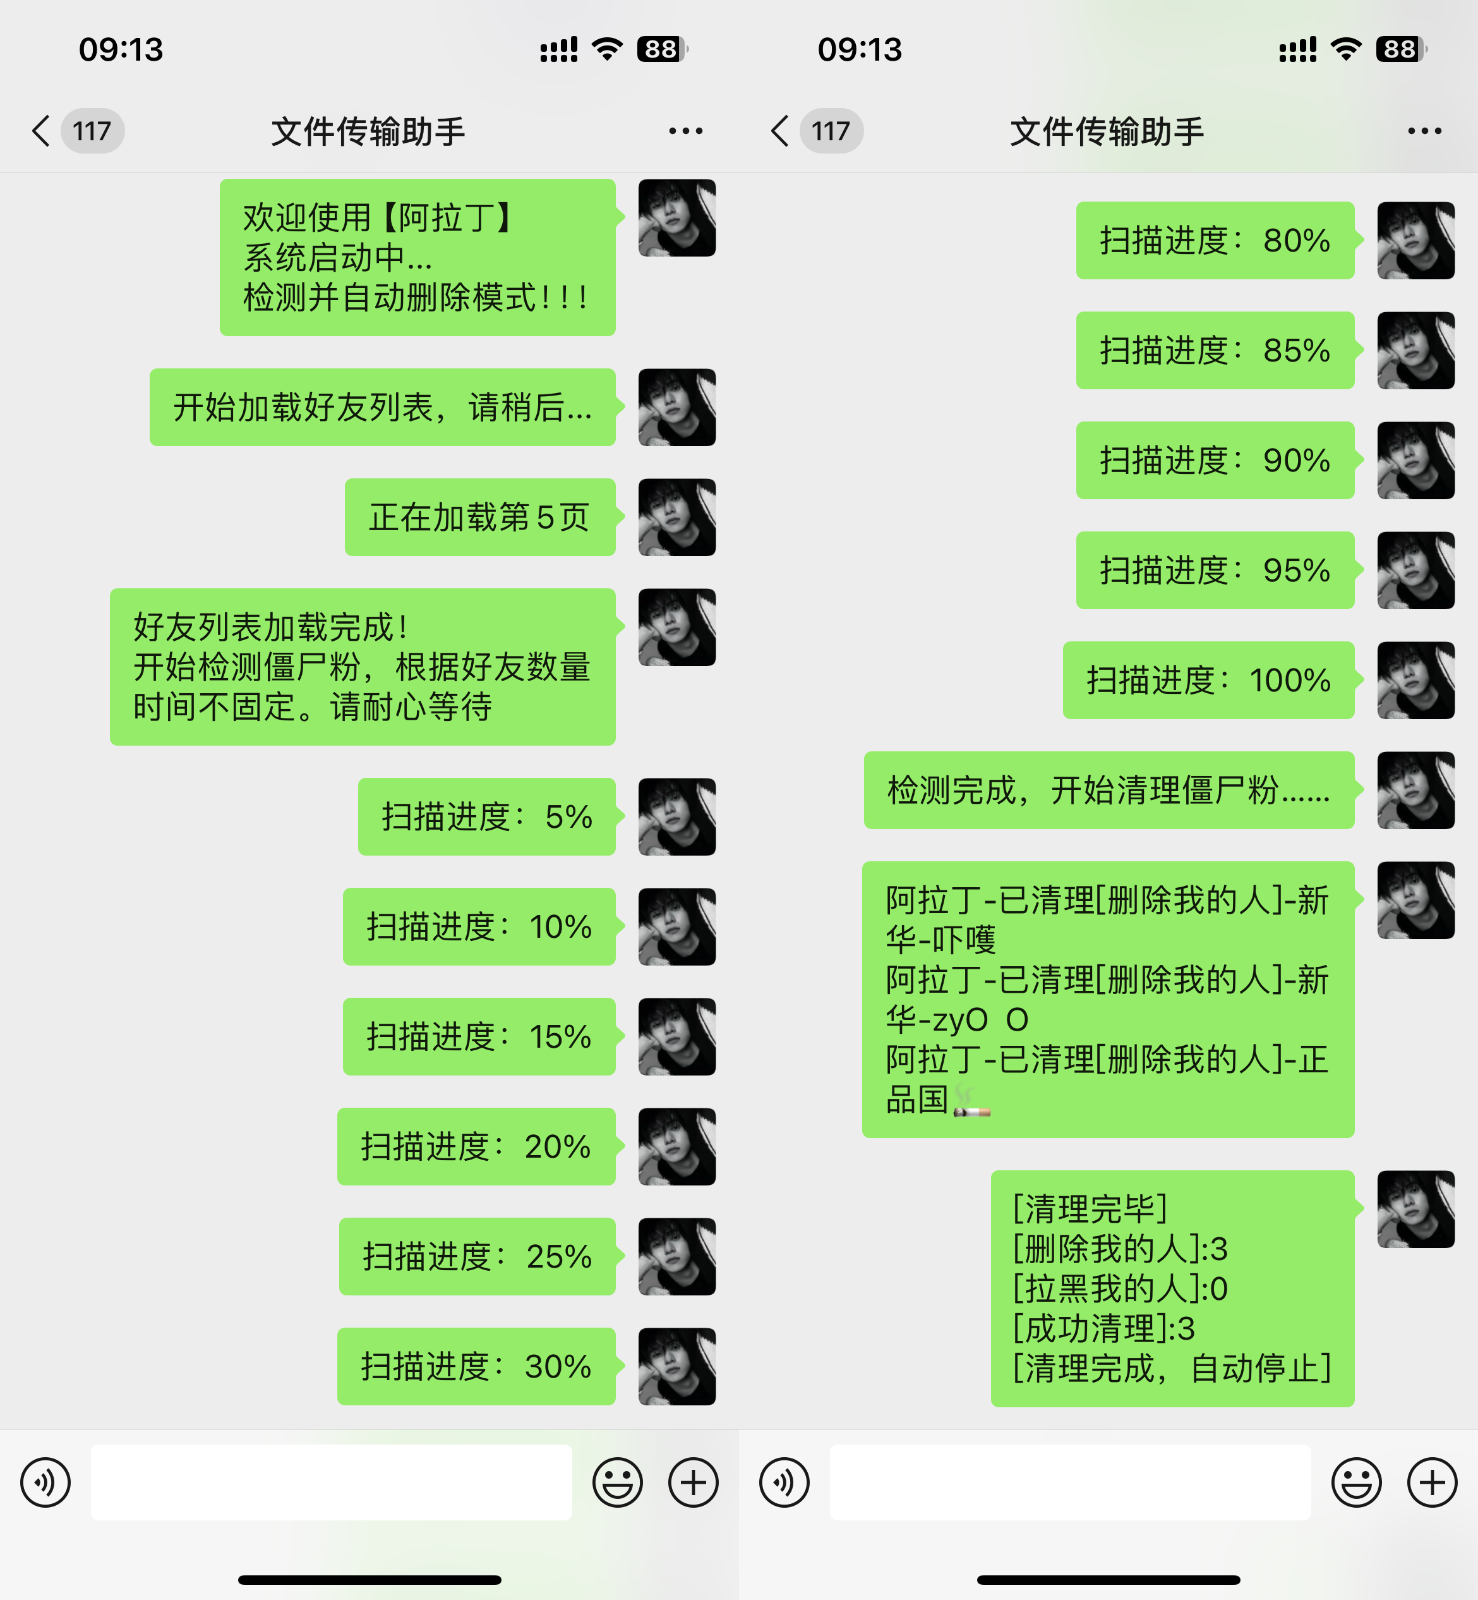 09:13
88
117
文件传输助手
欢迎使用【阿拉丁】
系统启动中...
检测并自动删除模式！！！
开始加载好友列表，请稍后...
正在加载第5页
好友列表加载完成！
开始检测僵尸粉，根据好友数量
时间不固定。请耐心等待
扫描进度：5%
扫描进度：10%
扫描进度：15%
扫描进度：20%
扫描进度：25%
扫描进度：30%
09:13
88
117
文件传输助手
扫描进度：80%
扫描进度：85%
扫描进度：90%
扫描进度：95%
扫描进度：100%
检测完成，开始清理僵尸粉......
阿拉丁-已清理[删除我的人]-新
华-吓嚄
阿拉丁-已清理[删除我的人]-新
华-zyO  O
阿拉丁-已清理[删除我的人]-正
品国🚬
[清理完毕]
[删除我的人]:3
[拉黑我的人]:0
[成功清理]:3
[清理完成，自动停止]